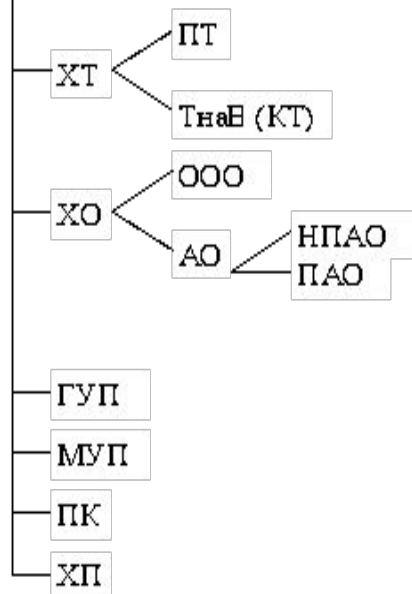 ПТ
ХТ
ТнаВ (КТ)
ООО
ХО
НПАО
АО
ПАО
ГУП
МУП
ПК
ХП